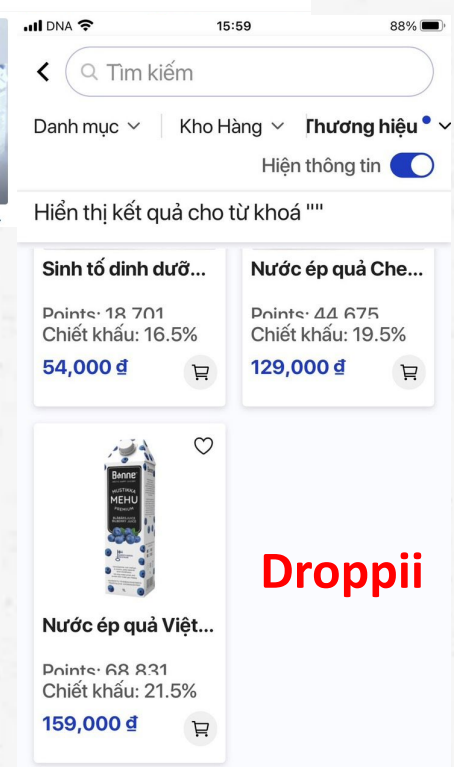 DNA 15:59 88%
Tìm kiếm
Danh mục Kho Hàng Thương hiệu
Hiện thông tin
Hiển thị kết quả cho từ khoá ""
Sinh tố dinh dưỡ... Nước ép quả Che...
Points: 18,701 Points: 44,675
Chiết khấu: 16.5% Chiết khấu: 19.5%
54,000 ₫ 129,000 ₫
Bonne
MUSTIKKA
MEHU
PREMIUM
Droppii
Nước ép quả Việt...
Points: 68,831
Chiết khấu: 21.5%
159,000 ₫